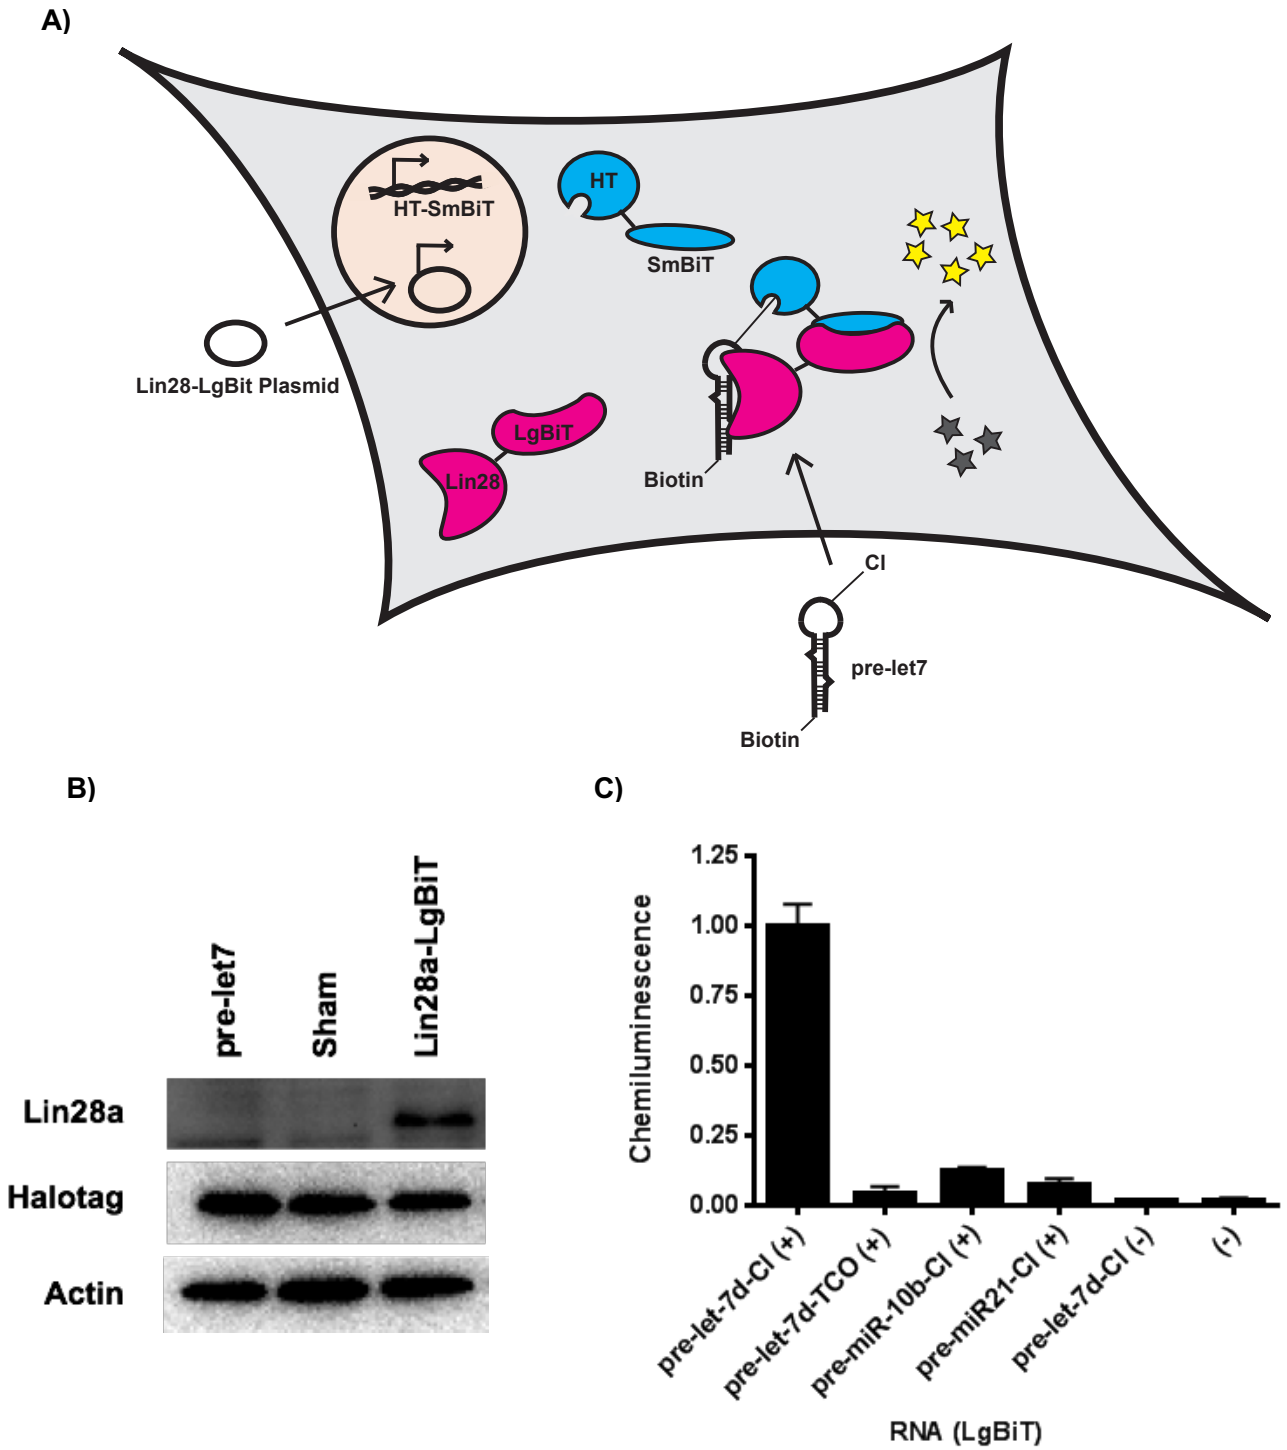 A)
HT-SmBiT
HT
SmBiT
Lin28-LgBit Plasmid
LgBiT
Lin28
Biotin
Cl
pre-let7
Biotin
B)
pre-let7
Sham
Lin28a-LgBiT
Lin28a
Halotag
Actin
C)
Chemiluminescence
1.25
1.00
0.75
0.50
0.25
0.00
pre-let-7d-Cl (+)
pre-let-7d-TCO (+)
pre-miR-10b-Cl (+)
pre-miR21-Cl (+)
pre-let-7d-Cl (-)
(-)
RNA (LgBiT)